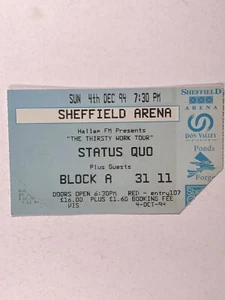 SUN 4th DEC 94 7:30 PM
SHEFFIELD ARENA
Hallam FM Presents
"THE THIRSTY WORK TOUR"
STATUS QUO
Plus Guests
BLOCK A 31 11
DOORS OPEN 6:30PM RED - entry107
£16.00 PLUS £1.60 BOOKING FEE
VIS 4-OCT-94
SHEFFIELD
ARENA
DON VALLEY
Ponds